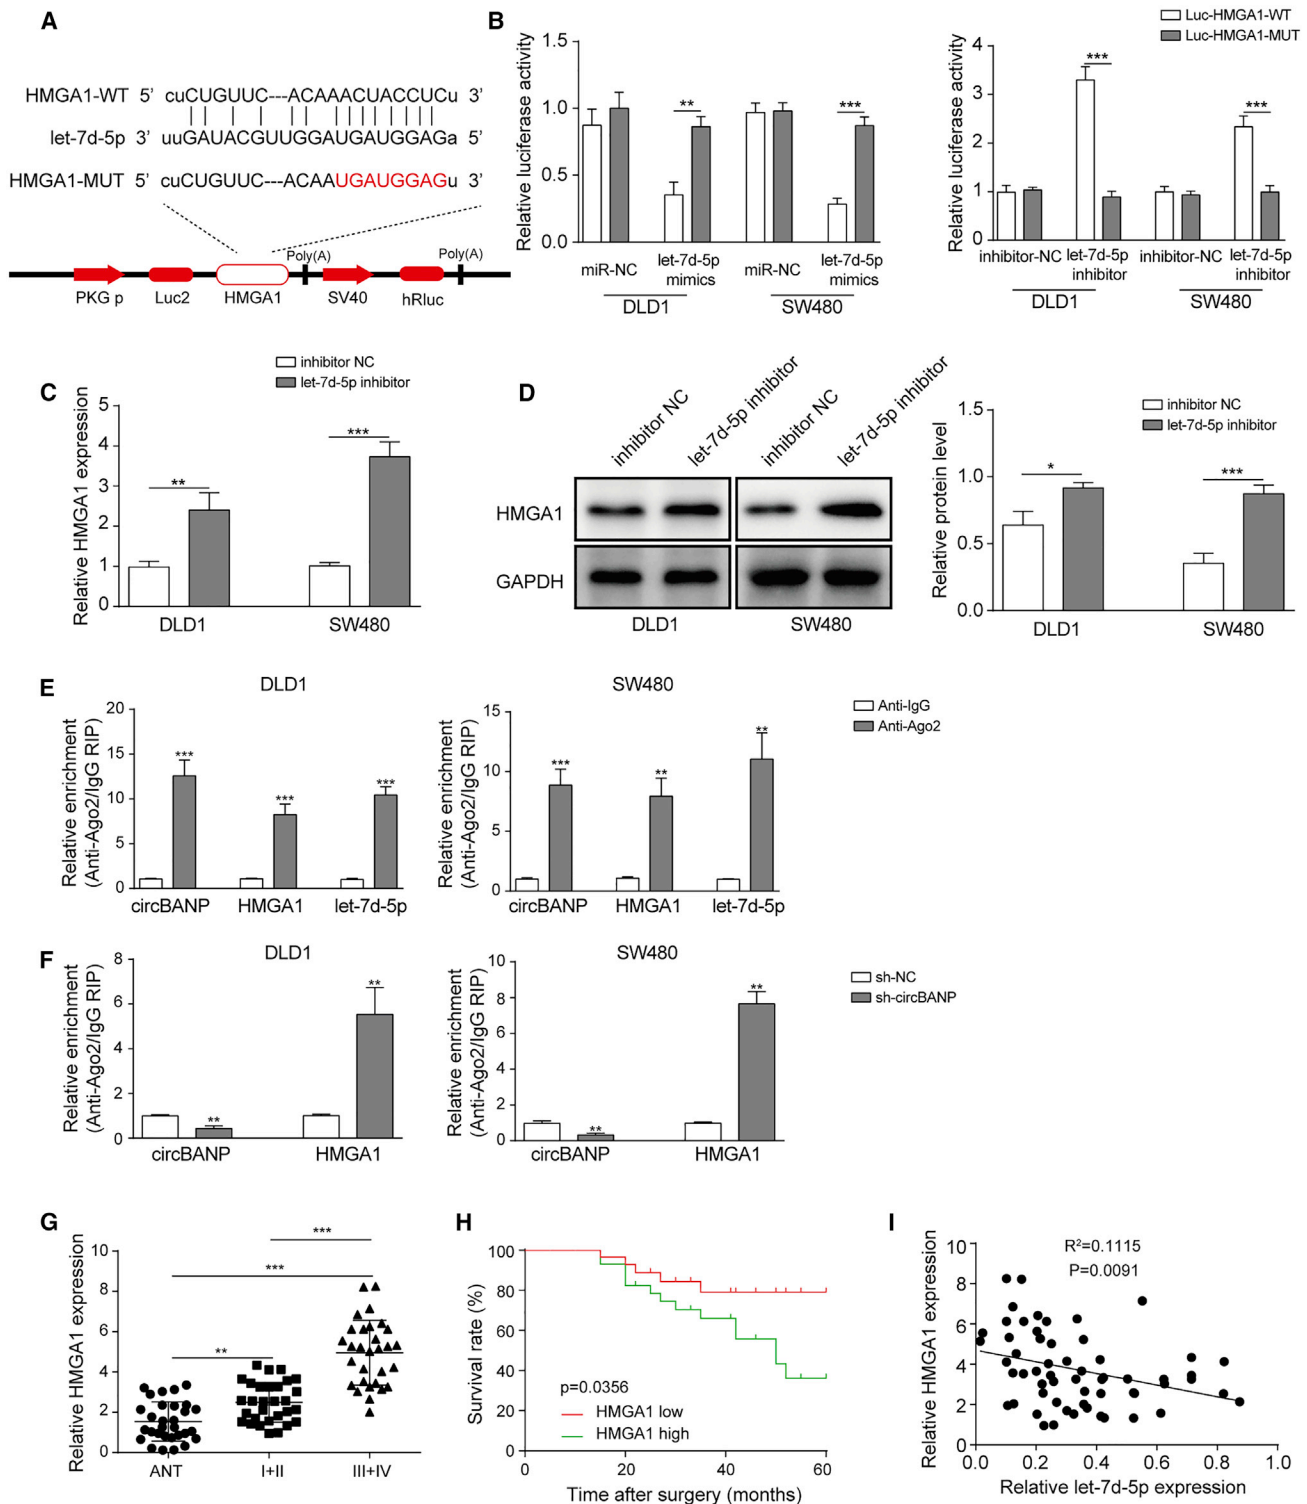 A
HMGA1-WT 5' cuCUGUUC---ACAAACUACCUCu 3'
let-7d-5p 3' uuGAUACGUUGGAUGAUGGAGa 5'
HMGA1-MUT 5' cuCUGUUC---ACAAUGAUGGAGu 3'
Poly(A) Poly(A)
PKG p Luc2 HMGA1 SV40 hRluc
B
Relative luciferase activity
1.5
1.0
0.5
0.0
** ***
miR-NC let-7d-5p mimics miR-NC let-7d-5p mimics
DLD1 SW480
Luc-HMGA1-WT
Luc-HMGA1-MUT
Relative luciferase activity
4
3
2
1
0
*** ***
inhibitor-NC let-7d-5p inhibitor inhibitor-NC let-7d-5p inhibitor
DLD1 SW480
C
inhibitor NC
let-7d-5p inhibitor
Relative HMGA1 expression
5
4
3
2
1
0
** ***
DLD1 SW480
D
inhibitor NC let-7d-5p inhibitor inhibitor NC let-7d-5p inhibitor
HMGA1
GAPDH
DLD1 SW480
inhibitor NC
let-7d-5p inhibitor
Relative protein level
1.5
1.0
0.5
0.0
* ***
DLD1 SW480
E
DLD1
Relative enrichment
(Anti-Ago2/IgG RIP)
20
15
10
5
0
*** *** ***
circBANP HMGA1 let-7d-5p
SW480
Relative enrichment
(Anti-Ago2/IgG RIP)
15
10
5
0
*** ** **
circBANP HMGA1 let-7d-5p
Anti-IgG
Anti-Ago2
F
DLD1
Relative enrichment
(Anti-Ago2/IgG RIP)
8
6
4
2
0
** **
circBANP HMGA1
SW480
Relative enrichment
(Anti-Ago2/IgG RIP)
10
8
6
4
2
0
** **
circBANP HMGA1
sh-NC
sh-circBANP
G
Relative HMGA1 expression
10
8
6
4
2
0
***
***
**
ANT I+II III+IV
H
Survival rate (%)
100
80
60
40
20
0
p=0.0356
HMGA1 low
HMGA1 high
0 20 40 60
Time after surgery (months)
I
Relative HMGA1 expression
10
8
6
4
2
0
R²=0.1115
P=0.0091
0.0 0.2 0.4 0.6 0.8 1.0
Relative let-7d-5p expression